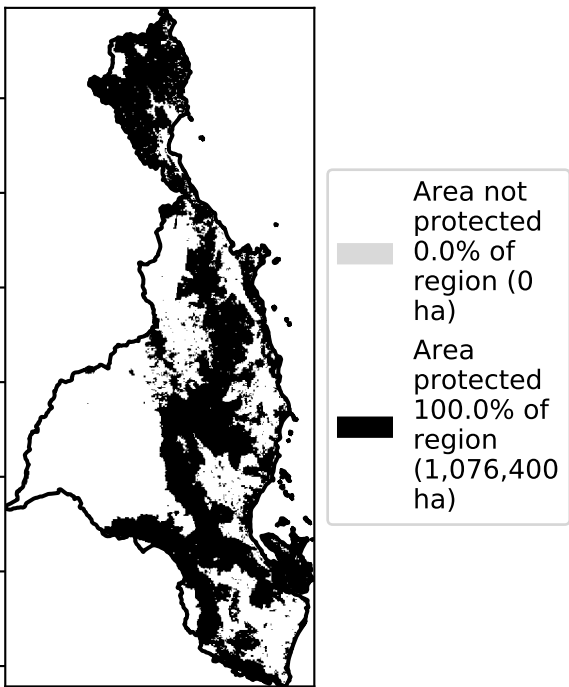 Area not
protected
0.0% of
region (0
ha)
Area
protected
100.0% of
region
(1,076,400
ha)